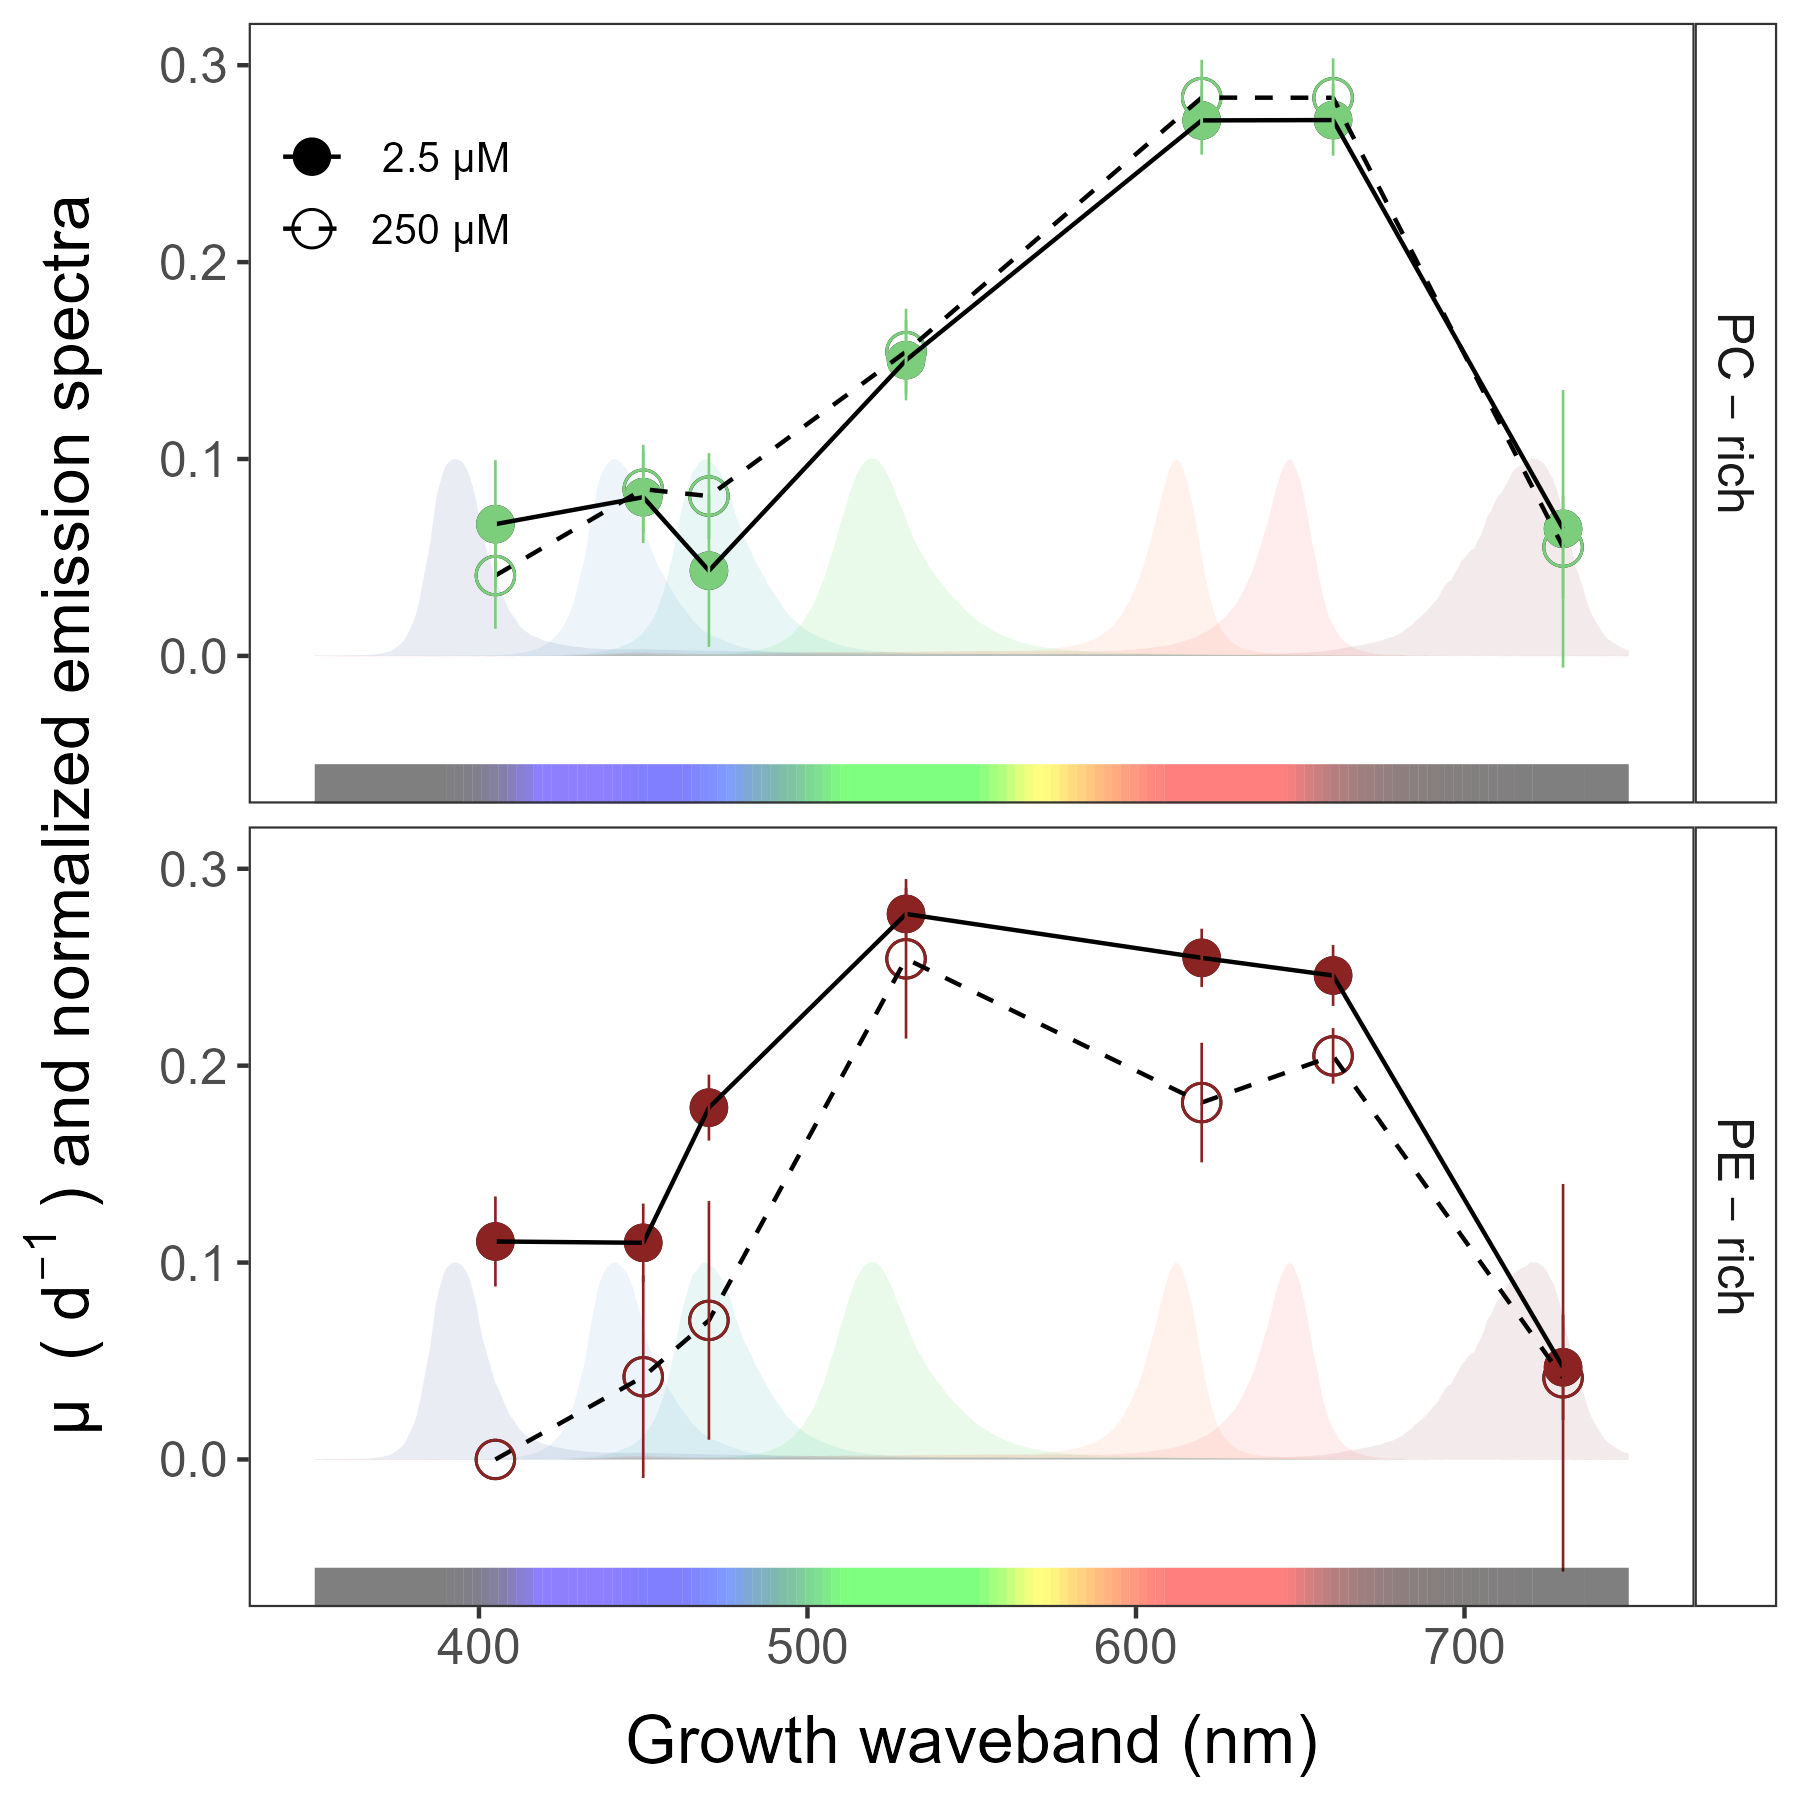 μ ( d⁻¹ ) and normalized emission spectra
0.3
0.2
0.1
0.0
2.5 μM
250 μM
PC – rich
0.3
0.2
0.1
0.0
PE – rich
400 500 600 700
Growth waveband (nm)